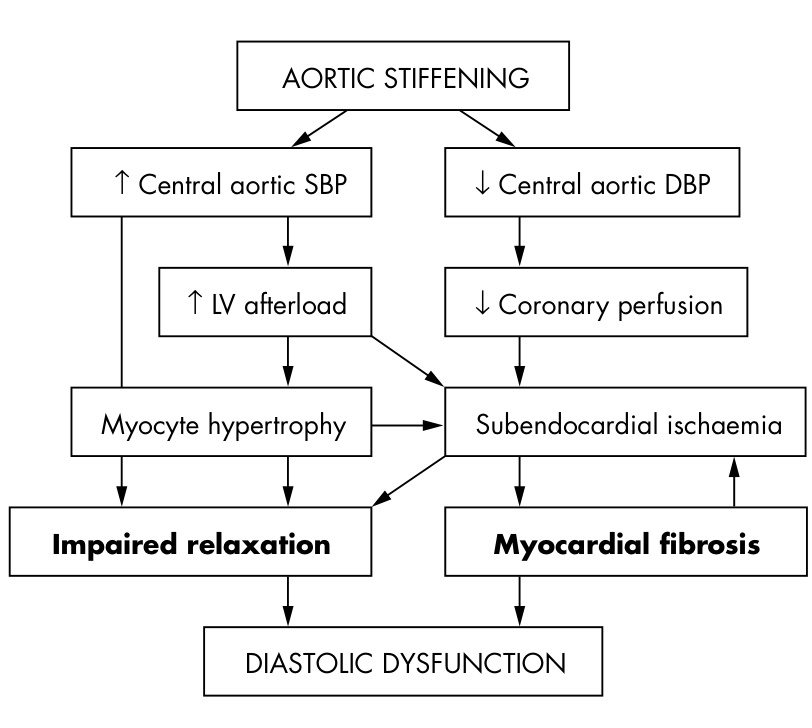 AORTIC STIFFENING
↑ Central aortic SBP
↓ Central aortic DBP
↑ LV afterload
↓ Coronary perfusion
Myocyte hypertrophy
Subendocardial ischaemia
Impaired relaxation
Myocardial fibrosis
DIASTOLIC DYSFUNCTION